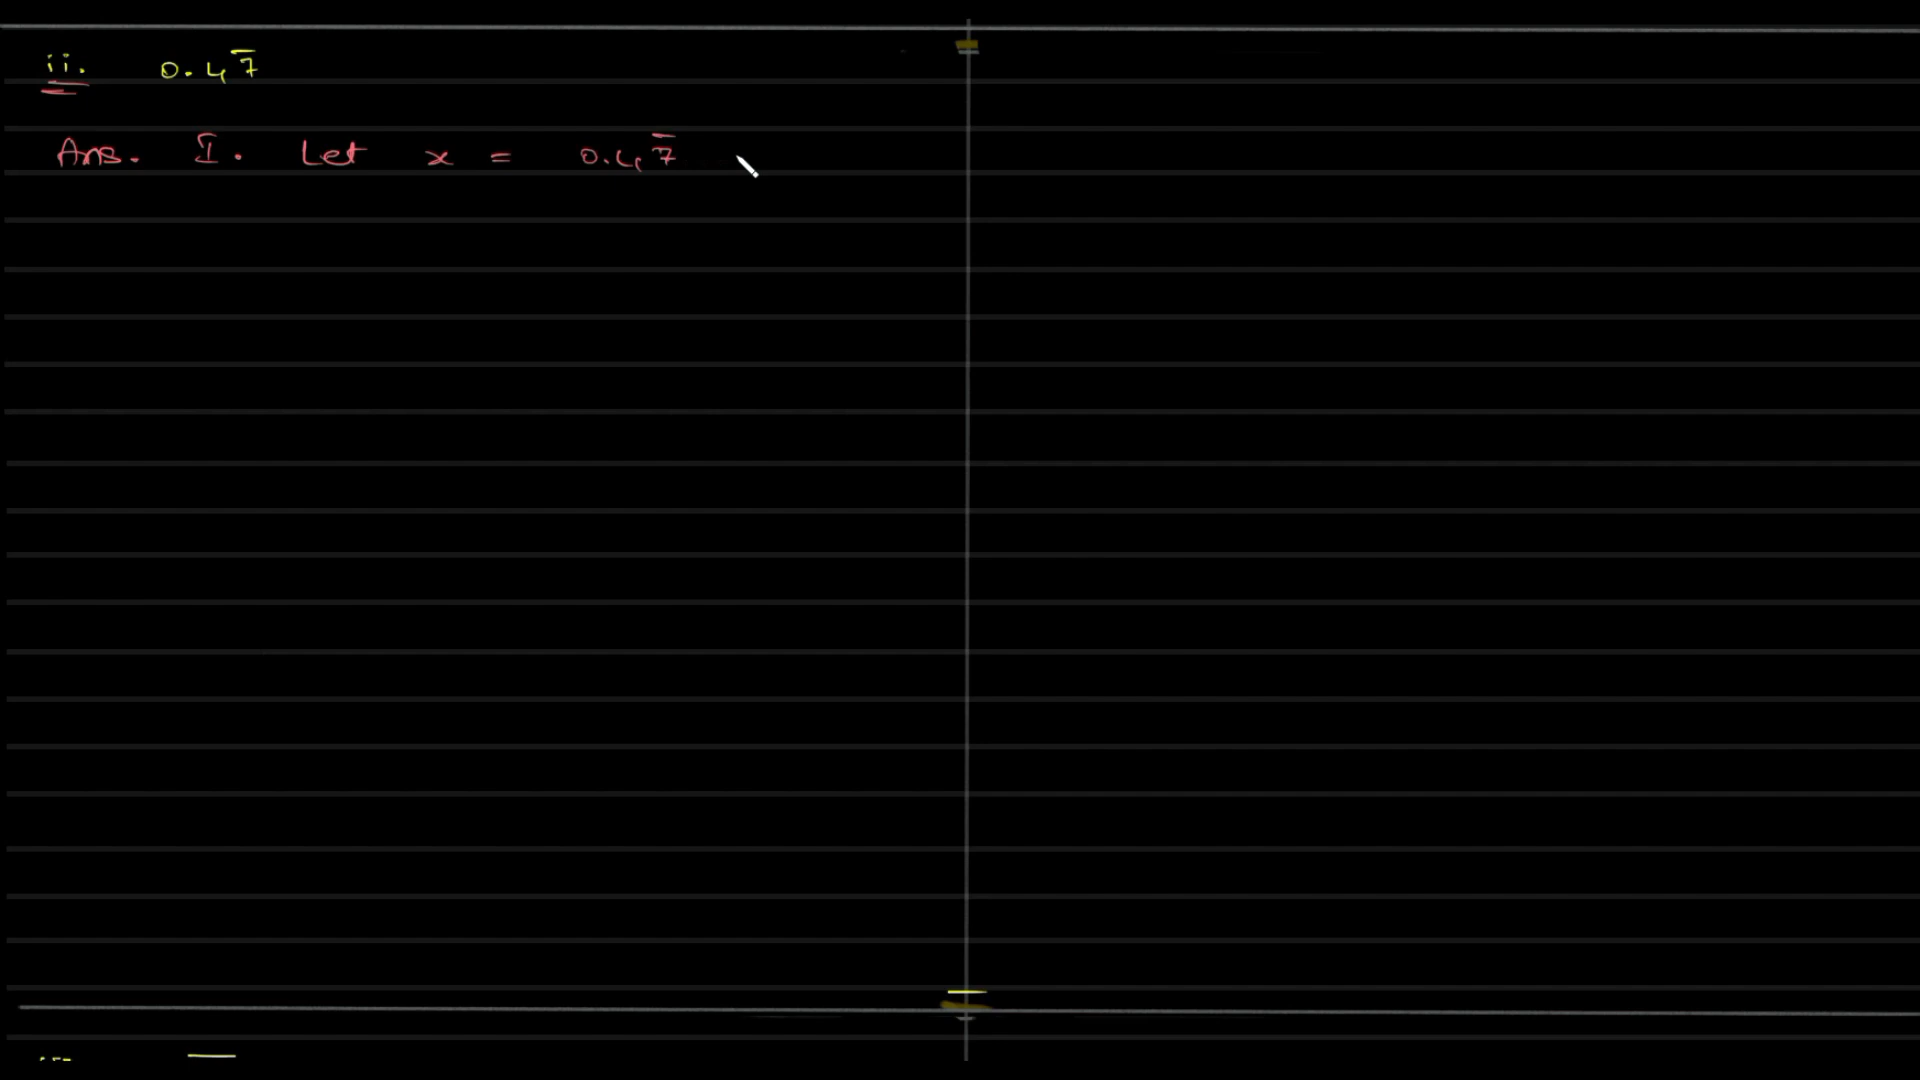 ii. 0.47̅
Ans. I. Let x = 0.47̅